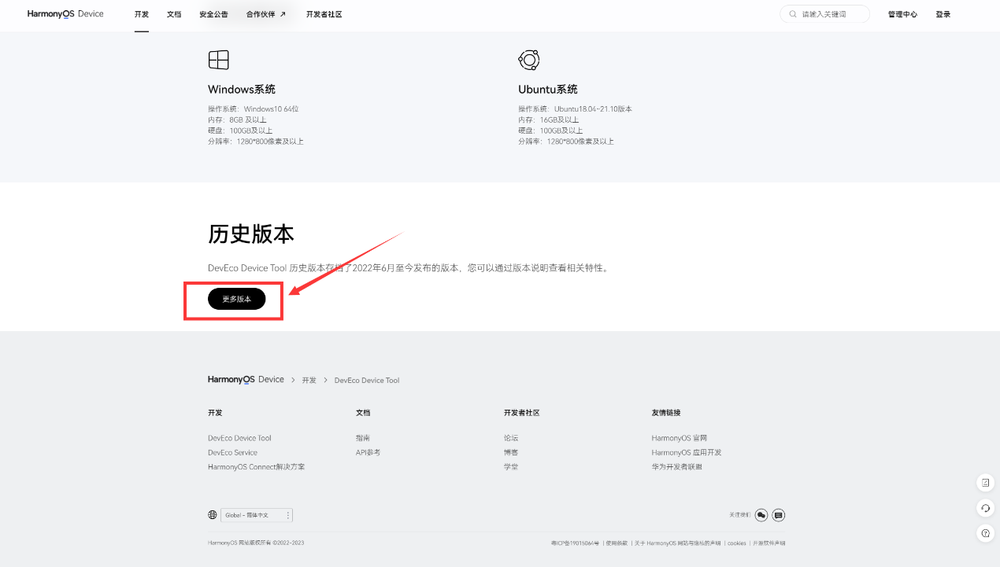 HarmonyOS Device
开发
文档
安全公告
合作伙伴
开发者社区
请输入关键词
管理中心
登录
Windows系统
操作系统：Windows10 64位
内存：8GB 及以上
硬盘：100GB及以上
分辨率：1280*800像素及以上
Ubuntu系统
操作系统：Ubuntu18.04~21.10版本
内存：16GB及以上
硬盘：100GB及以上
分辨率：1280*800像素及以上
历史版本
DevEco Device Tool 历史版本存档了2022年6月至今发布的版本，您可以通过版本说明查看相关特性。
更多版本
HarmonyOS Device > 开发 > DevEco Device Tool
开发
DevEco Device Tool
DevEco Service
HarmonyOS Connect解决方案
文档
指南
API参考
开发者社区
论坛
博客
学堂
友情链接
HarmonyOS 官网
HarmonyOS 应用开发
华为开发者联盟
Global - 简体中文
关注我们
HarmonyOS 网站版权所有 ©2022-2023
粤ICP备19015064号 | 使用条款 | 关于 HarmonyOS 网站与隐私的声明 | cookies | 开源软件声明